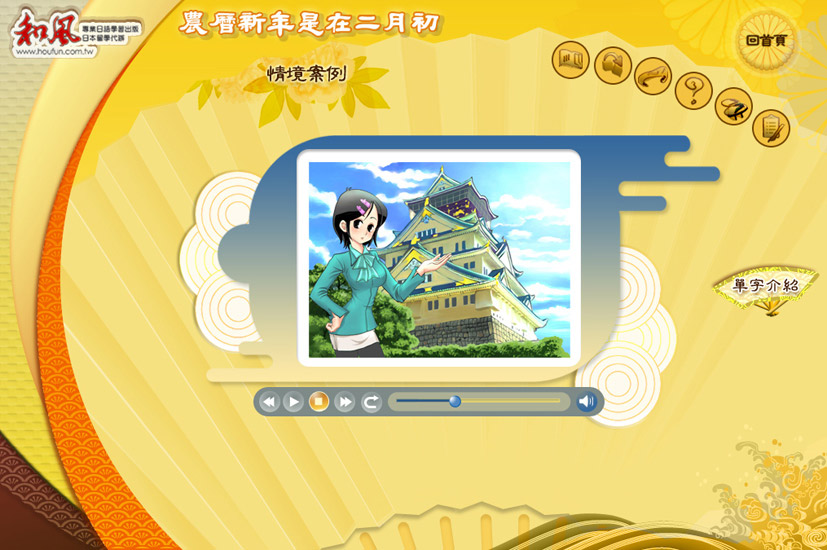 和風
專業日語學習出版
日本留學代辦
www.houfun.com.tw
農曆新年是在二月初
情境案例
回首頁
單字介紹